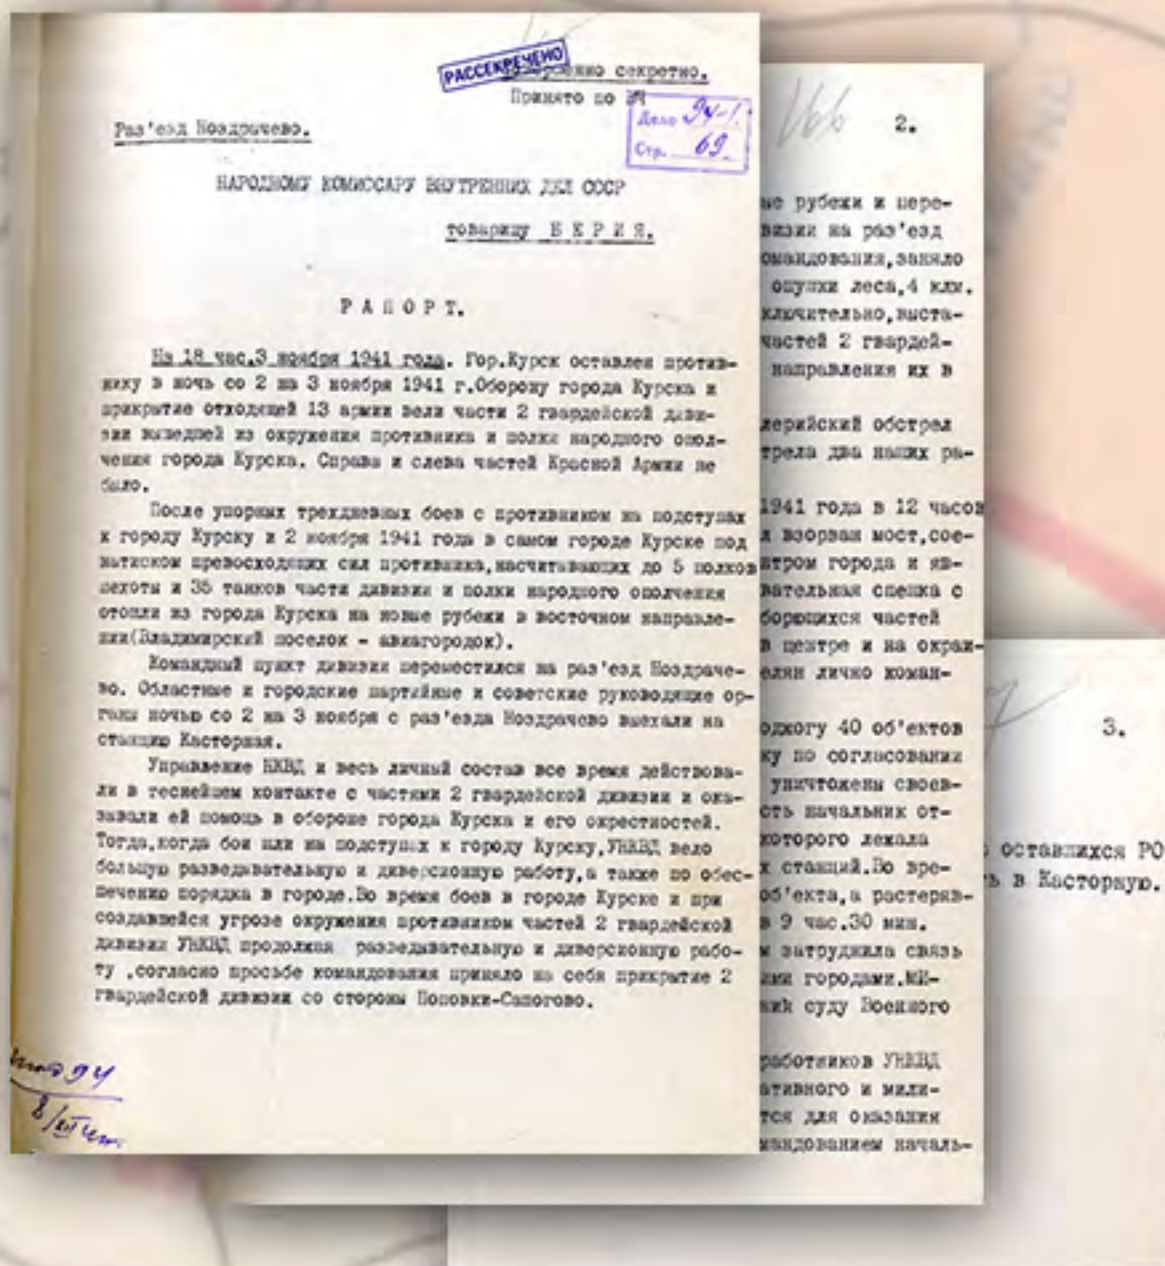 РАССЕКРЕЧЕНО
секретно.
Принято по ВЧ
Дело 94-1.
Стр. 69.
Раз'езд Ноздрачево.
НАРОДНОМУ КОМИССАРУ ВНУТРЕННИХ ДЕЛ СССР
товарищу БЕРИЯ.
РАПОРТ.
На 18 час.3 ноября 1941 года. Гор.Курск оставлен против-
нику в ночь со 2 на 3 ноября 1941 г.Оборону города Курска и
прикрытие отходящей 13 армии вели части 2 гвардейской диви-
зии вышедшей из окружения противника и полки народного опол-
чения города Курска. Справа и слева частей Красной Армии не
было.
После упорных трехдневных боев с противником на подступах
к городу Курску и 2 ноября 1941 года в самом городе Курске под
натиском превосходящих сил противника,насчитывающих до 5 полков
пехоты и 35 танков части дивизии и полки народного ополчения
отошли из города Курска на новые рубежи в восточном направле-
нии(Владимирский поселок - авиагородок).
Командный пункт дивизии переместился на раз'езд Ноздраче-
во. Областные и городские партийные и советские руководящие ор-
ганы ночью со 2 на 3 ноября с раз'езда Ноздрачево выехали на
станцию Касторная.
Управление НКВД и весь личный состав все время действова-
ли в теснейшем контакте с частями 2 гвардейской дивизии и ока-
зывали ей помощь в обороне города Курска и его окрестностей.
Тогда,когда бои шли на подступах к городу Курску,УНКВД вело
большую разведывательную и диверсионную работу,а также по обес-
печению порядка в городе.Во время боев в городе Курске и при
создавшейся угрозе окружения противником частей 2 гвардейской
дивизии УНКВД продолжая разведывательную и диверсионную рабо-
ту ,согласно просьбе командования приняло на себя прикрытие 2
гвардейской дивизии со стороны Поповки-Сапогово.
166
2.
ые рубежи и пере-
визии на раз'езд
омандования,заняло
опушки леса,4 клм.
ключительно,выста-
частей 2 гвардей-
направления их в
лерийский обстрел
трела два наших ра-
1941 года в 12 часов
л взорван мост,сое-
нтром города и яв-
вательная спешка с
борющихся частей
в центре и на окраи-
елян лично коман-
оджогу 40 об'ектов
ку по согласовании
уничтожены своев-
сть начальник от-
которого лежала
х станций.Во вре-
об'екта,а растеряв-
в 9 час.30 мин.
м затруднила связь
ими городами.МЕ-
ний суду Военного
работников УНКВД
ативного и мили-
тся для оказания
мандованием началь-
3.
оставшихся РО
ь в Касторную.